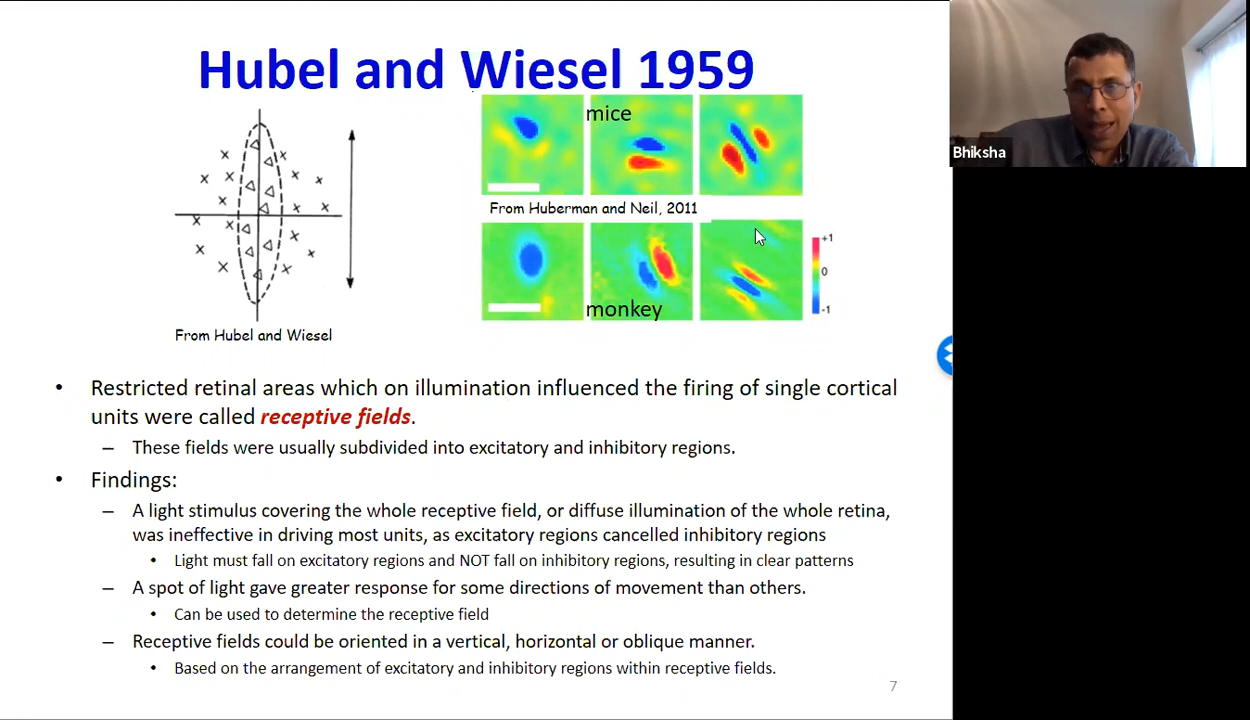 Hubel and Wiesel 1959
mice
From Huberman and Neil, 2011
+1
0
-1
monkey
From Hubel and Wiesel
Bhiksha
• Restricted retinal areas which on illumination influenced the firing of single cortical
units were called receptive fields.
– These fields were usually subdivided into excitatory and inhibitory regions.
• Findings:
– A light stimulus covering the whole receptive field, or diffuse illumination of the whole retina,
was ineffective in driving most units, as excitatory regions cancelled inhibitory regions
• Light must fall on excitatory regions and NOT fall on inhibitory regions, resulting in clear patterns
– A spot of light gave greater response for some directions of movement than others.
• Can be used to determine the receptive field
– Receptive fields could be oriented in a vertical, horizontal or oblique manner.
• Based on the arrangement of excitatory and inhibitory regions within receptive fields.
7